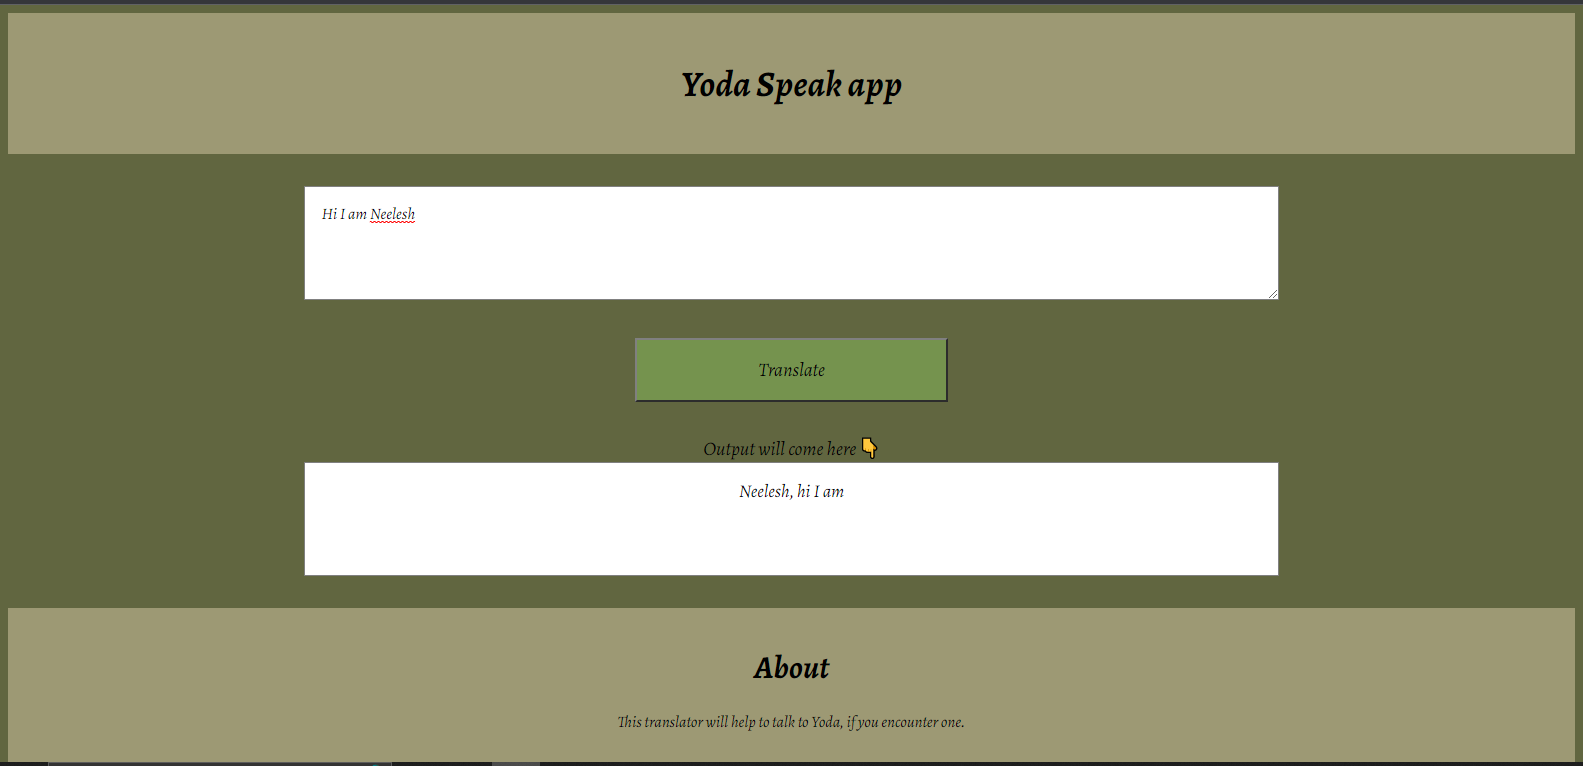 Yoda Speak app
Hi I am Neelesh
Translate
Output will come here 👇
Neelesh, hi I am
About
This translator will help to talk to Yoda, if you encounter one.